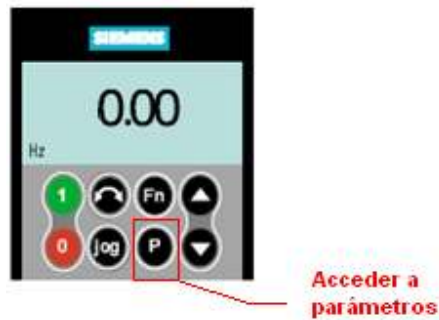 SIEMENS
0.00
Hz
1 Fn
0 jog P
Acceder a
parámetros